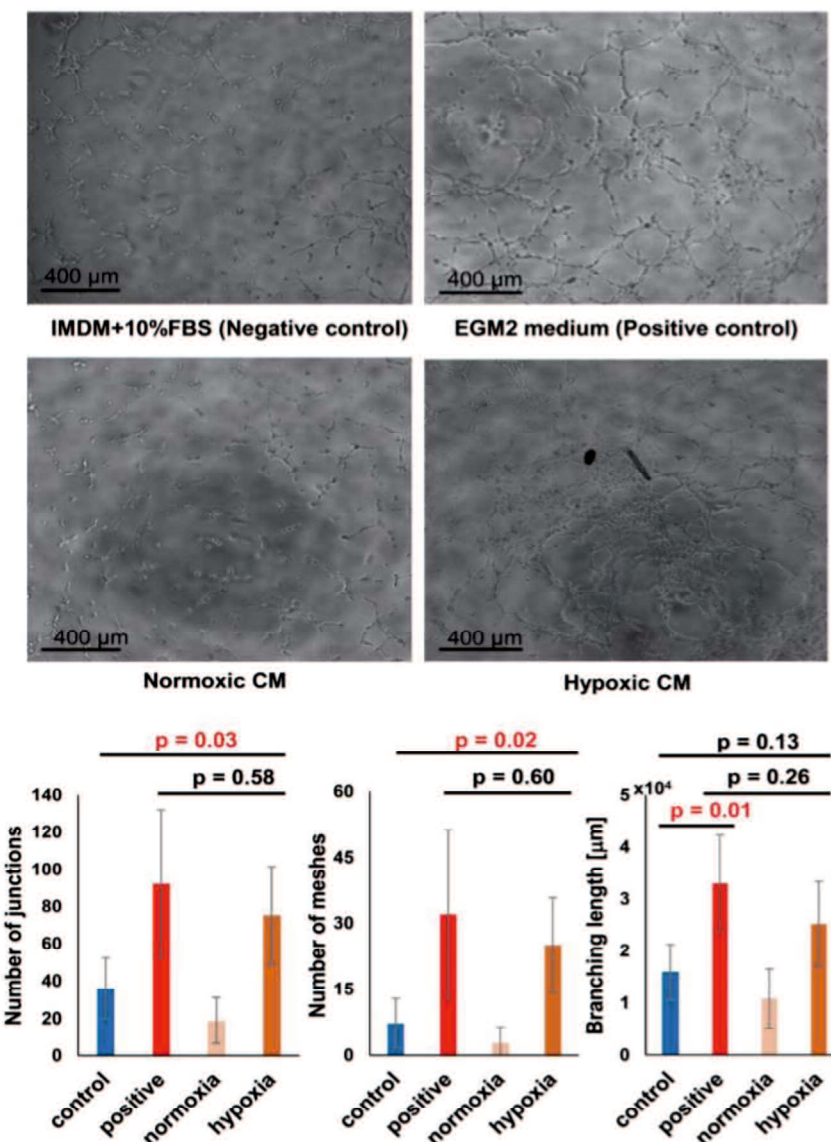 400 µm
400 µm
IMDM+10%FBS (Negative control)
EGM2 medium (Positive control)
400 µm
400 µm
Normoxic CM
Hypoxic CM
p = 0.03
p = 0.58
Number of junctions
140
120
100
80
60
40
20
0
control
positive
normoxia
hypoxia
p = 0.02
p = 0.60
Number of meshes
60
45
30
15
0
control
positive
normoxia
hypoxia
p = 0.13
p = 0.26
p = 0.01
×10⁴
Branching length [µm]
5
4
3
2
1
0
control
positive
normoxia
hypoxia